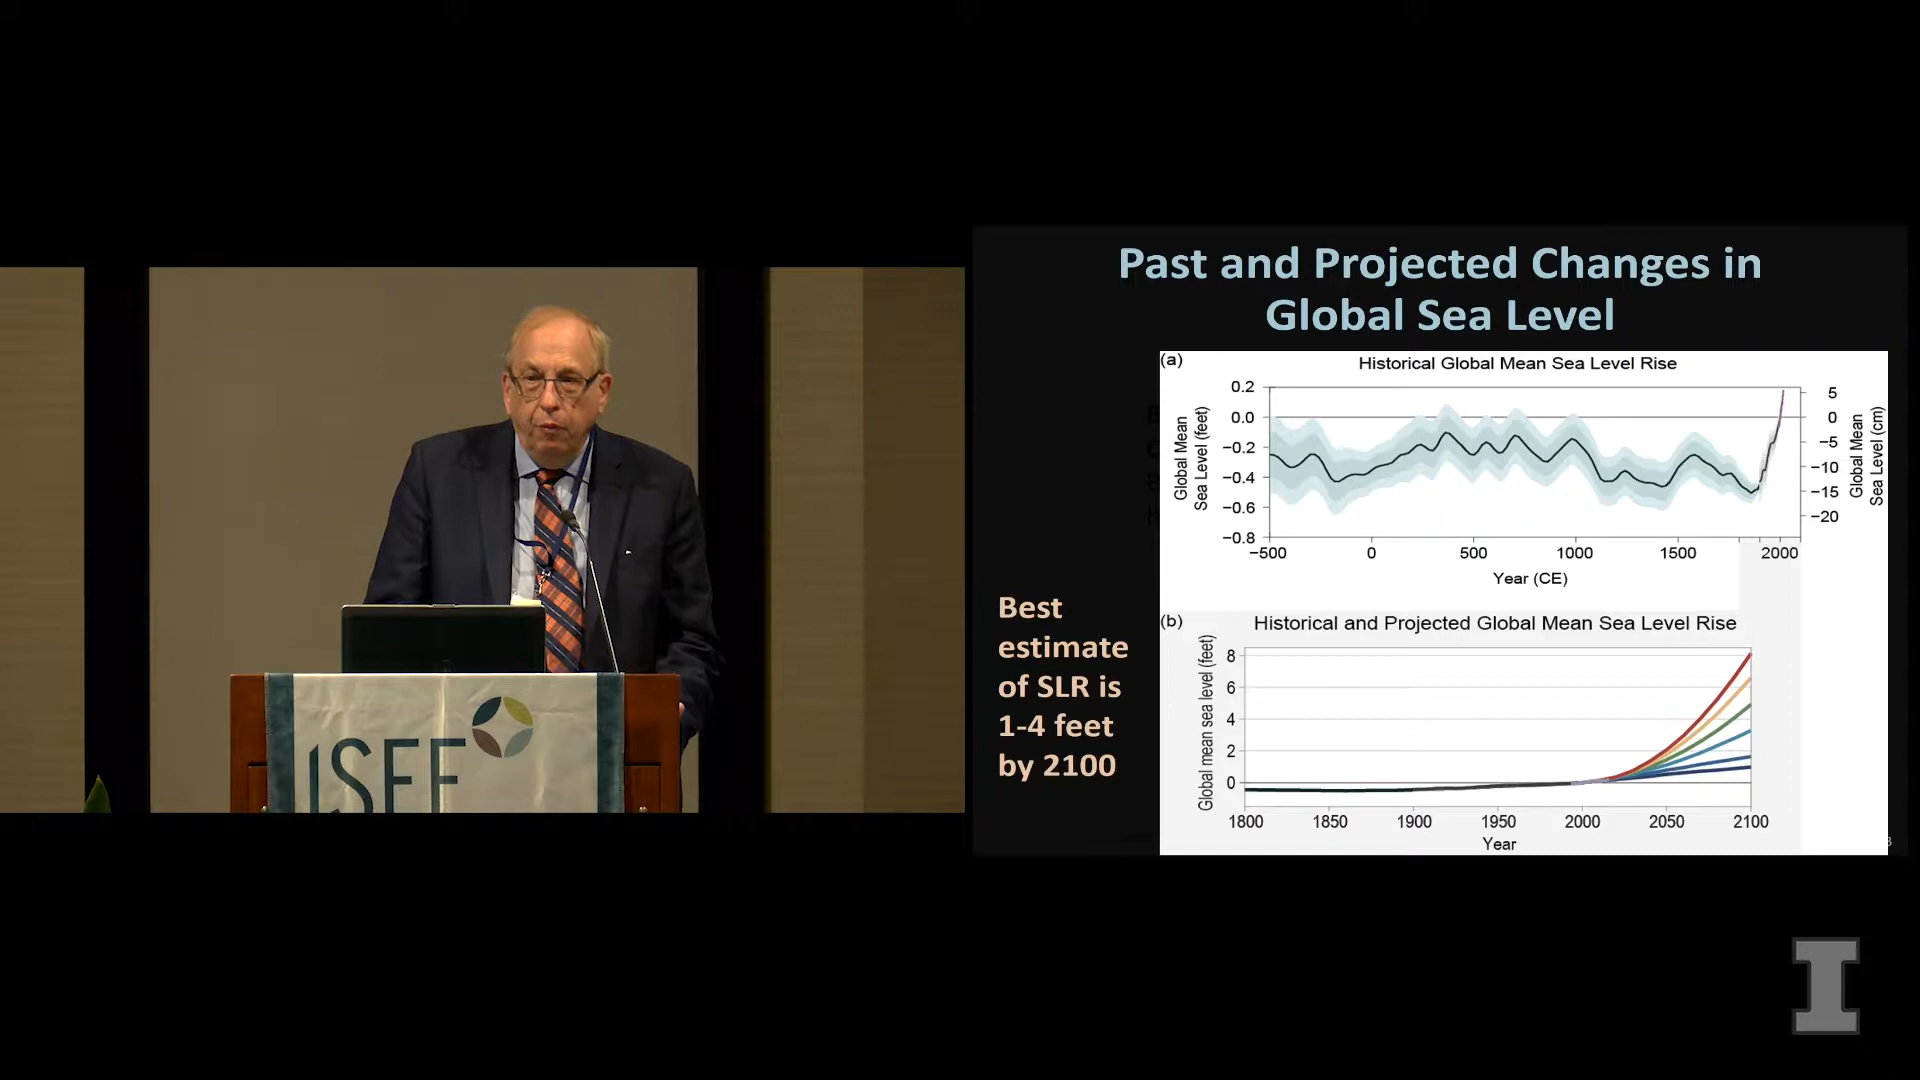 ISEE
Past and Projected Changes in
Global Sea Level
Best
estimate
of SLR is
1-4 feet
by 2100
(a)
Historical Global Mean Sea Level Rise
Global Mean
Sea Level (feet)
0.2
0.0
−0.2
−0.4
−0.6
−0.8
−500
0
500
1000
1500
2000
Year (CE)
5
0
−5
−10
−15
−20
Global Mean
Sea Level (cm)
(b)
Historical and Projected Global Mean Sea Level Rise
Global mean sea level (feet)
8
6
4
2
0
1800
1850
1900
1950
2000
2050
2100
Year
I